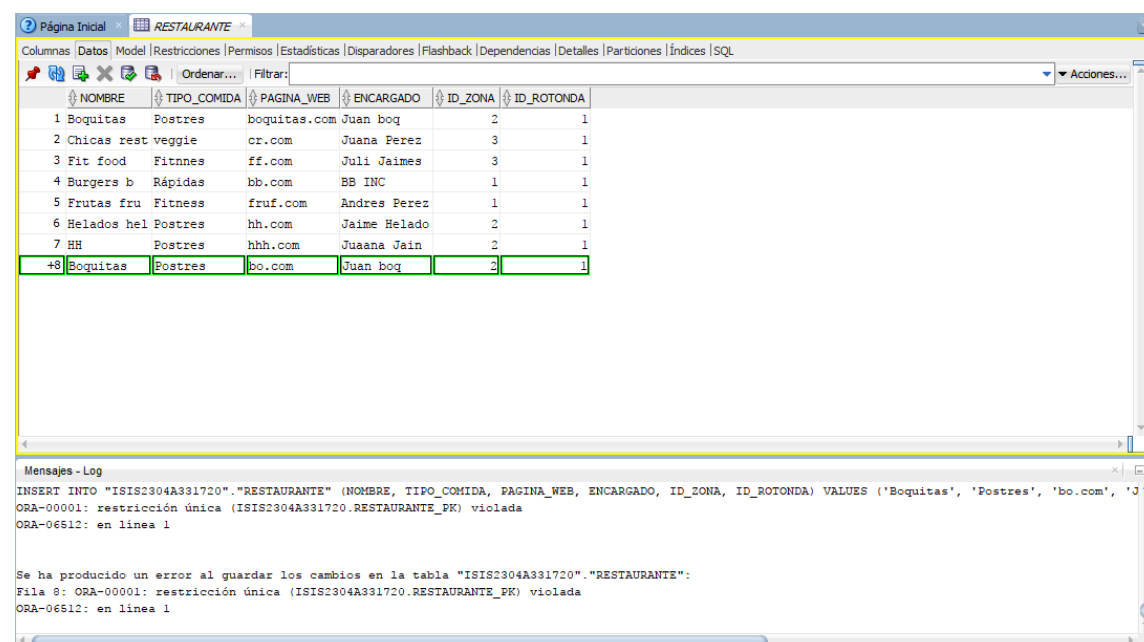 Página Inicial RESTAURANTE
Columnas Datos Model Restricciones Permisos Estadísticas Disparadores Flashback Dependencias Detalles Particiones Índices SQL
Ordenar... Filtrar: Acciones...
NOMBRE TIPO_COMIDA PAGINA_WEB ENCARGADO ID_ZONA ID_ROTONDA
1 Boquitas Postres boquitas.com Juan boq 2 1
2 Chicas rest veggie cr.com Juana Perez 3 1
3 Fit food Fitnnes ff.com Juli Jaimes 3 1
4 Burgers b Rápidas bb.com BB INC 1 1
5 Frutas fru Fitness fruf.com Andres Perez 1 1
6 Helados hel Postres hh.com Jaime Helado 2 1
7 HH Postres hhh.com Juaana Jain 2 1
+8 Boquitas Postres bo.com Juan boq 2 1
Mensajes - Log
INSERT INTO "ISIS2304A331720"."RESTAURANTE" (NOMBRE, TIPO_COMIDA, PAGINA_WEB, ENCARGADO, ID_ZONA, ID_ROTONDA) VALUES ('Boquitas', 'Postres', 'bo.com', 'J
ORA-00001: restricción única (ISIS2304A331720.RESTAURANTE_PK) violada
ORA-06512: en línea 1
Se ha producido un error al guardar los cambios en la tabla "ISIS2304A331720"."RESTAURANTE":
Fila 8: ORA-00001: restricción única (ISIS2304A331720.RESTAURANTE_PK) violada
ORA-06512: en línea 1